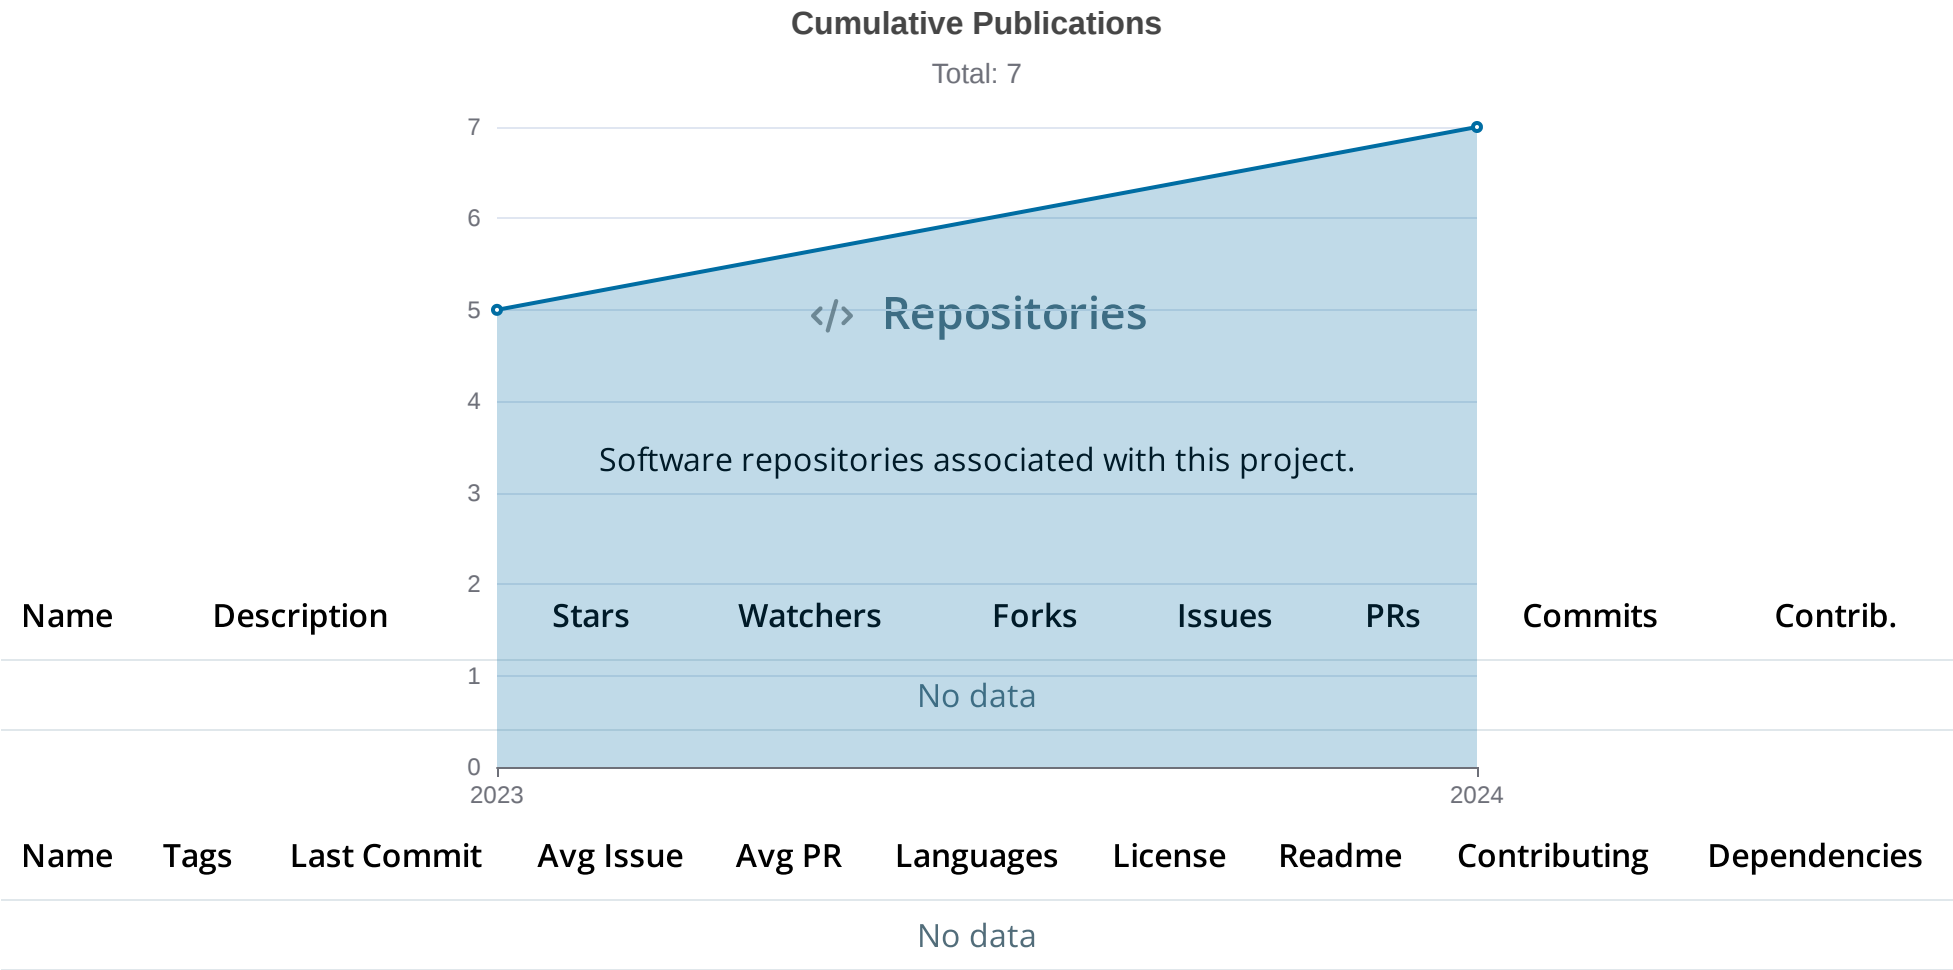 Cumulative Publications
Total: 7
7
6
5
Repositories
4
Software repositories associated with this project.
3
2
Name Description Stars Watchers Forks Issues PRs Commits Contrib.
1
No data
0
2023 2024
Name Tags Last Commit Avg Issue Avg PR Languages License Readme Contributing Dependencies
No data